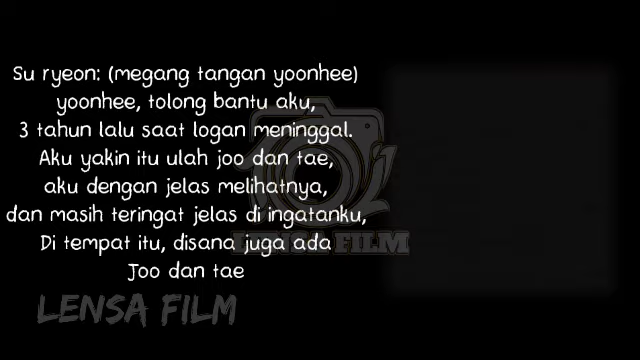 Su ryeon: (megang tangan yoonhee)
yoonhee, tolong bantu aku,
3 tahun lalu saat logan meninggal.
Aku yakin itu ulah joo dan tae,
aku dengan jelas melihatnya,
dan masih teringat jelas di ingatanku,
Di tempat itu, disana juga ada
Joo dan tae
LENSA FILM
LENSA FILM